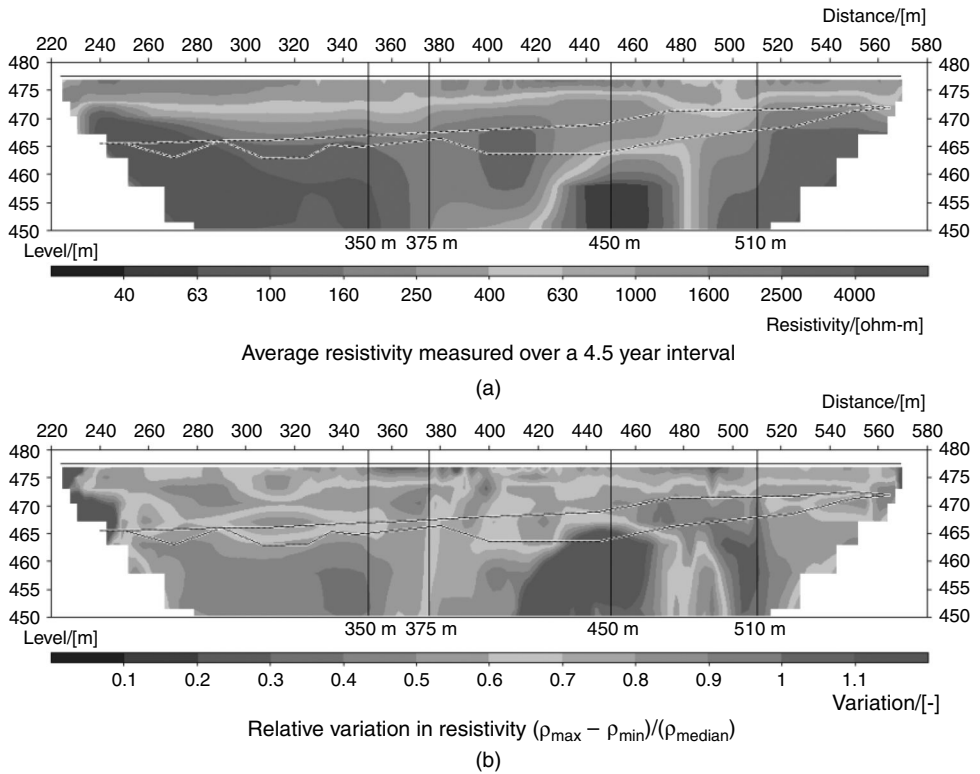 Distance/[m]
220 240 260 280 300 320 340 360 380 400 420 440 460 480 500 520 540 560 580
480 480
475 470
470 465
465 460
460 455
455 450
450
350 m 375 m 450 m 510 m
Level/[m]
40 63 100 160 250 400 630 1000 1600 2500 4000
Resistivity/[ohm-m]
Average resistivity measured over a 4.5 year interval
(a)
Distance/[m]
220 240 260 280 300 320 340 360 380 400 420 440 460 480 500 520 540 560 580
480 480
475 475
470 470
465 465
460 460
455 455
450 450
350 m 375 m 450 m 510 m
Level/[m]
0.1 0.2 0.3 0.4 0.5 0.6 0.7 0.8 0.9 1 1.1
Variation/[-]
Relative variation in resistivity (ρmax – ρmin)/(ρmedian)
(b)